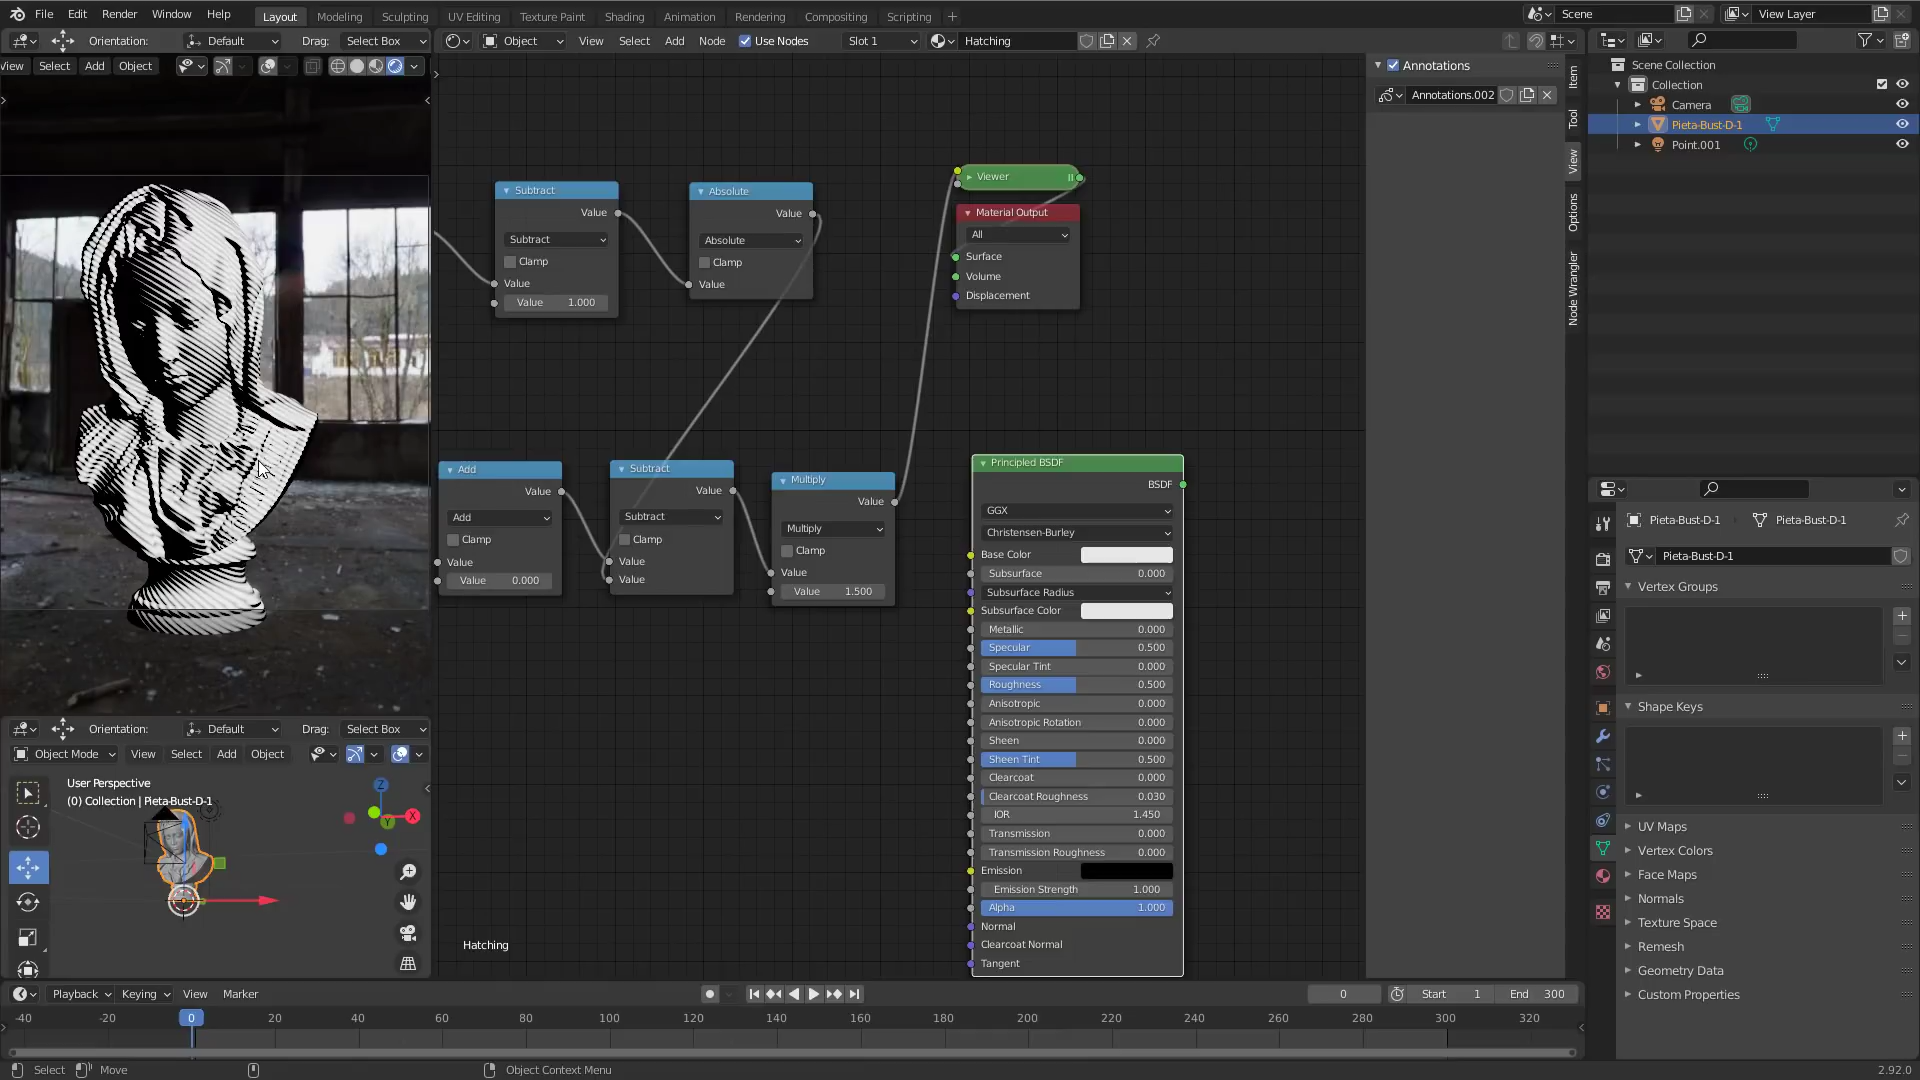 File Edit Render Window Help Layout Modeling Sculpting UV Editing Texture Paint Shading Animation Rendering Compositing Scripting Scene View Layer
Orientation: Default Drag: Select Box Object View Select Add Node Use Nodes Slot 1 Hatching
View Select Add Object
Annotations
Annotations.002
Item
Tool
View
Options
Node Wrangler
Scene Collection
Collection
Camera
Pieta-Bust-D-1
Point.001
Subtract
Value
Subtract
Clamp
Value
Value 1.000
Absolute
Value
Absolute
Clamp
Value
Viewer
Material Output
All
Surface
Volume
Displacement
Add
Value
Add
Clamp
Value
Value 0.000
Subtract
Value
Subtract
Clamp
Value
Value
Multiply
Value
Multiply
Clamp
Value
Value 1.500
Principled BSDF
BSDF
GGX
Christensen-Burley
Base Color
Subsurface 0.000
Subsurface Radius
Subsurface Color
Metallic 0.000
Specular 0.500
Specular Tint 0.000
Roughness 0.500
Anisotropic 0.000
Anisotropic Rotation 0.000
Sheen 0.000
Sheen Tint 0.500
Clearcoat 0.000
Clearcoat Roughness 0.030
IOR 1.450
Transmission 0.000
Transmission Roughness 0.000
Emission
Emission Strength 1.000
Alpha 1.000
Normal
Clearcoat Normal
Tangent
Hatching
Pieta-Bust-D-1 Pieta-Bust-D-1
Pieta-Bust-D-1
Vertex Groups
Shape Keys
UV Maps
Vertex Colors
Face Maps
Normals
Texture Space
Remesh
Geometry Data
Custom Properties
Orientation: Default Drag: Select Box
Object Mode View Select Add Object
User Perspective
(0) Collection | Pieta-Bust-D-1
Z
X
Y
Playback Keying View Marker 0 Start 1 End 300
-40 -20 0 20 40 60 80 100 120 140 160 180 200 220 240 260 280 300 320
Select Move Object Context Menu 2.92.0